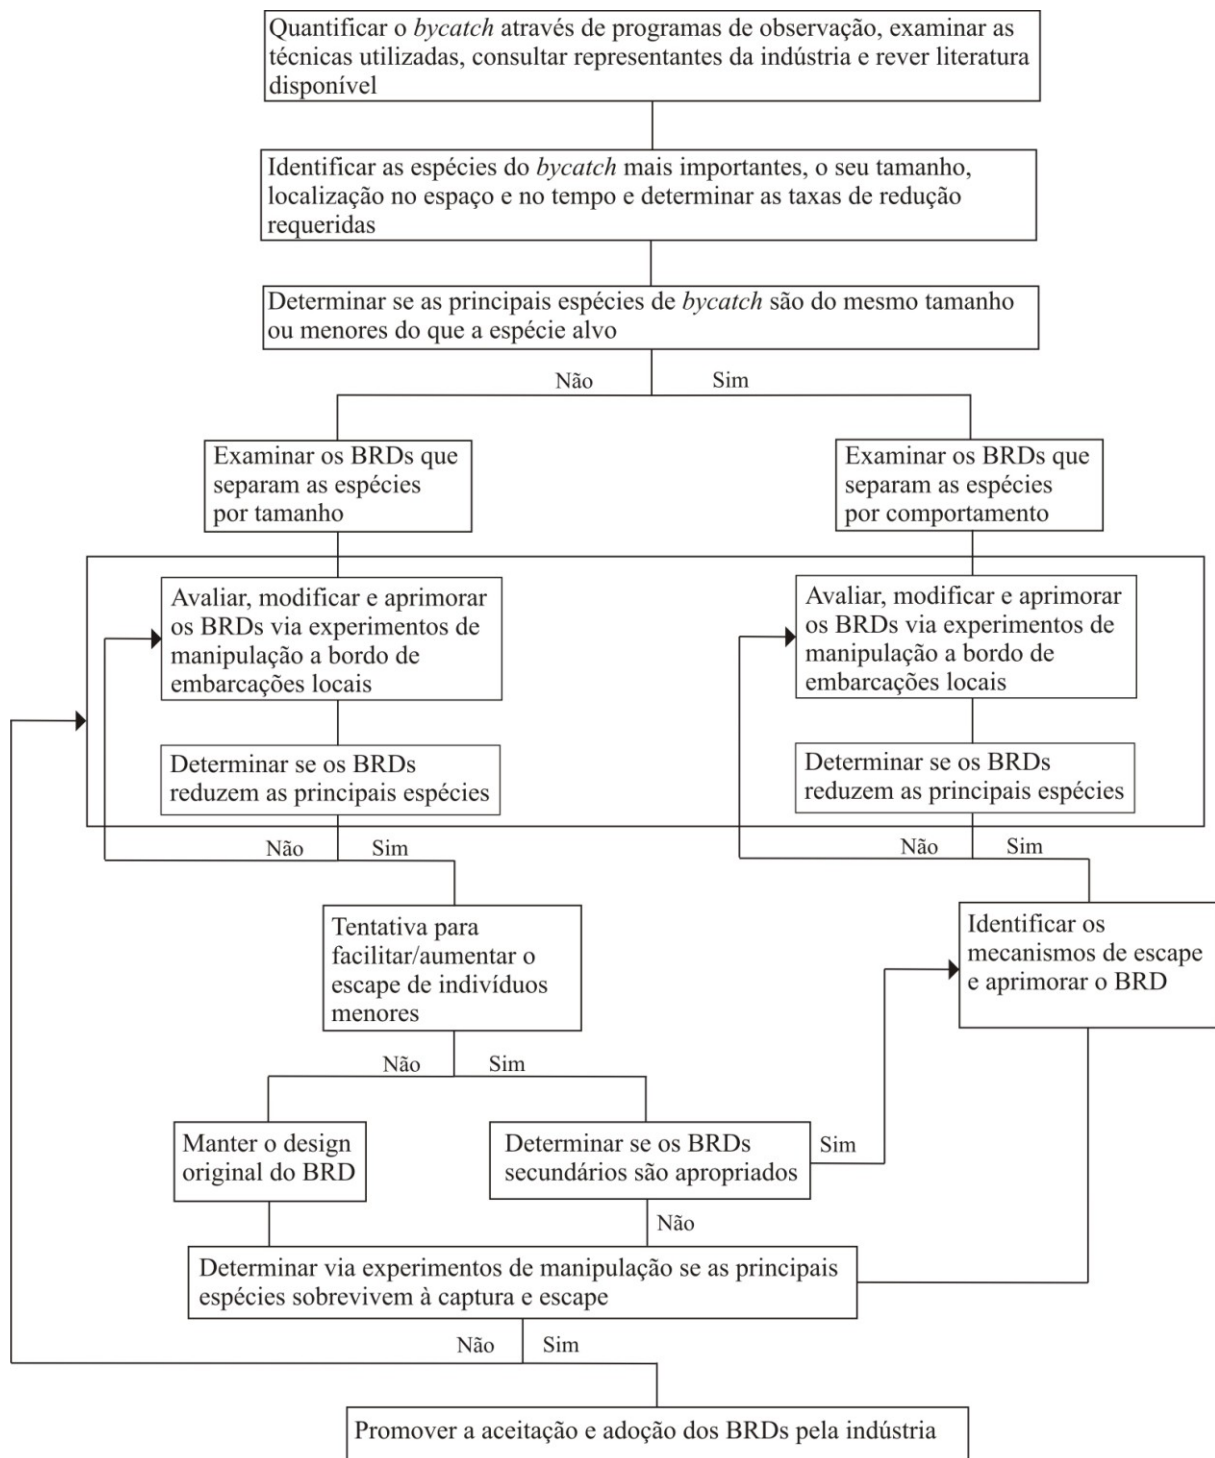 Quantificar o bycatch através de programas de observação, examinar as
técnicas utilizadas, consultar representantes da indústria e rever literatura
disponível
Identificar as espécies do bycatch mais importantes, o seu tamanho,
localização no espaço e no tempo e determinar as taxas de redução
requeridas
Determinar se as principais espécies de bycatch são do mesmo tamanho
ou menores do que a espécie alvo
Não
Sim
Examinar os BRDs que
separam as espécies
por tamanho
Examinar os BRDs que
separam as espécies
por comportamento
Avaliar, modificar e aprimorar
os BRDs via experimentos de
manipulação a bordo de
embarcações locais
Avaliar, modificar e aprimorar
os BRDs via experimentos de
manipulação a bordo de
embarcações locais
Determinar se os BRDs
reduzem as principais espécies
Determinar se os BRDs
reduzem as principais espécies
Não
Sim
Não
Sim
Tentativa para
facilitar/aumentar o
escape de indivíduos
menores
Identificar os
mecanismos de escape
e aprimorar o BRD
Não
Sim
Manter o design
original do BRD
Determinar se os BRDs
secundários são apropriados
Sim
Não
Determinar via experimentos de manipulação se as principais
espécies sobrevivem à captura e escape
Não
Sim
Promover a aceitação e adoção dos BRDs pela indústria